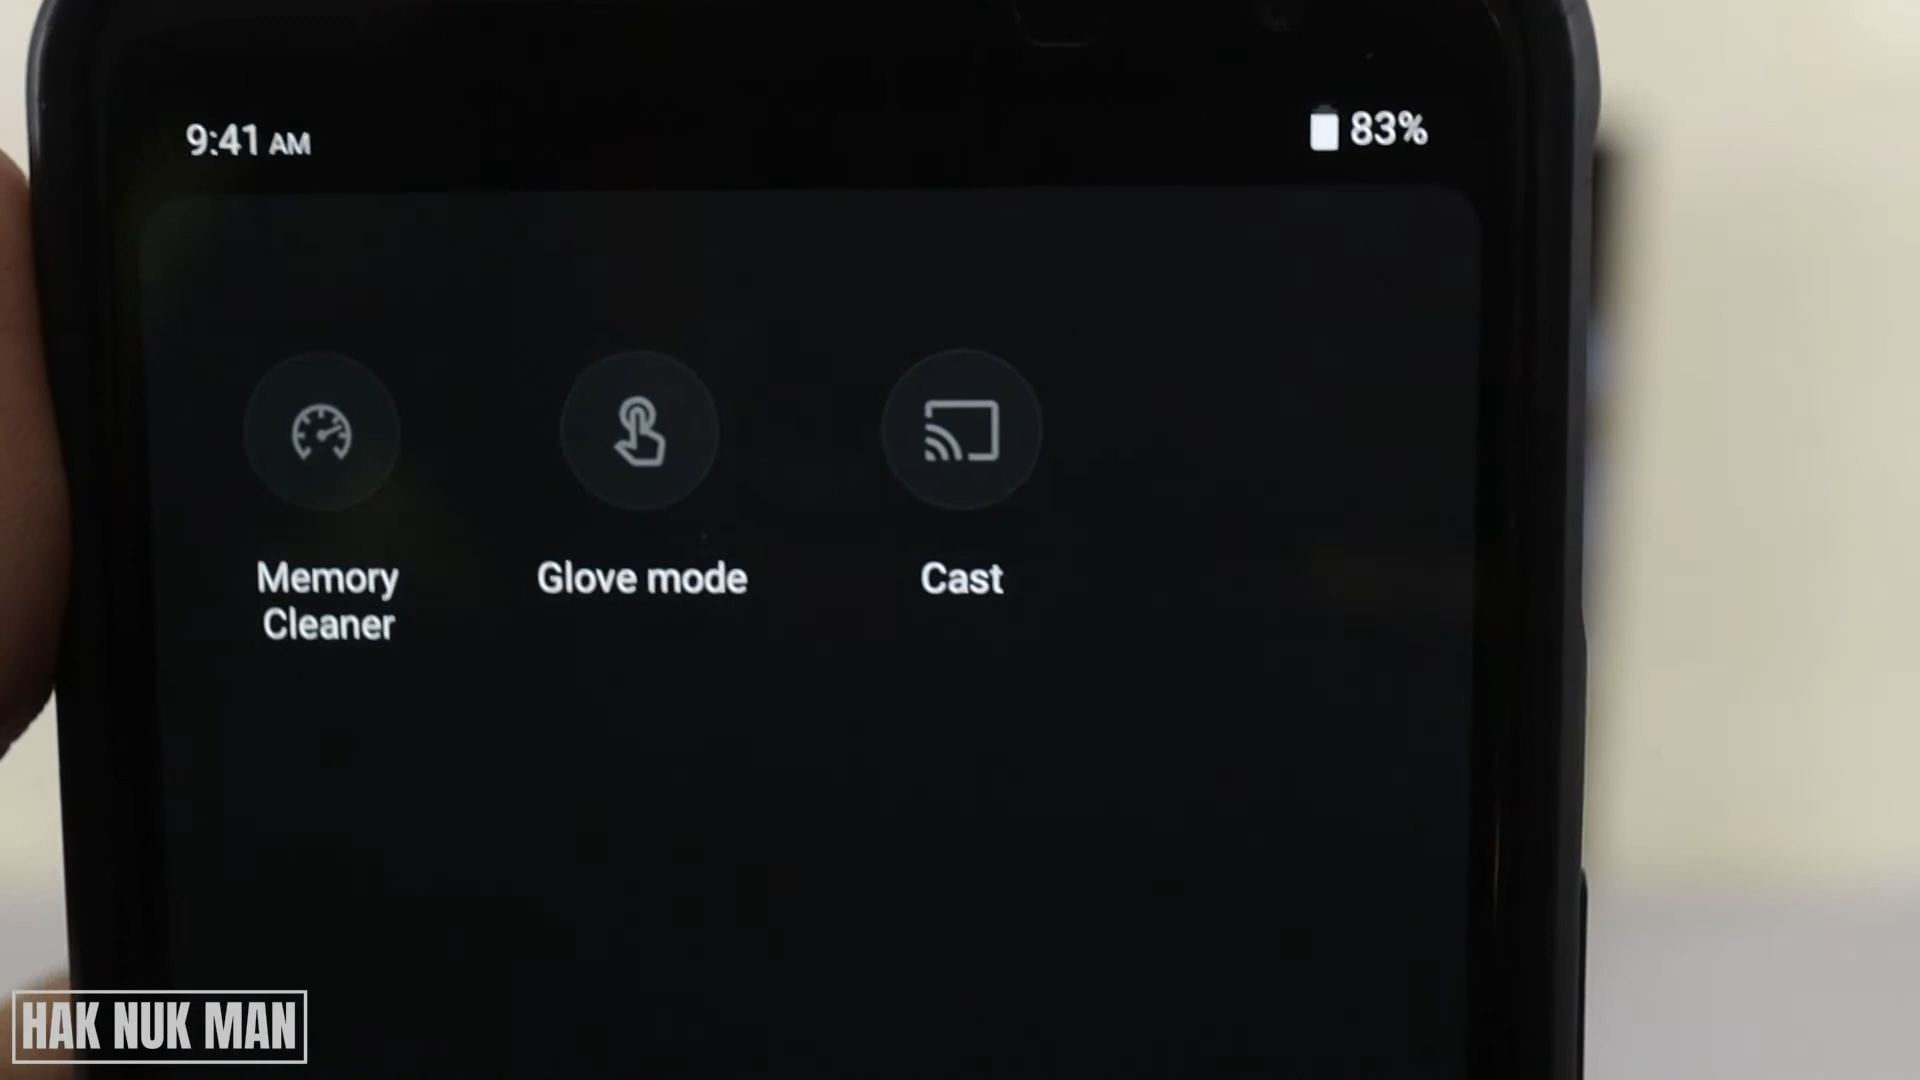 9:41 AM
83%
Memory
Cleaner
Glove mode
Cast
HAK NUK MAN